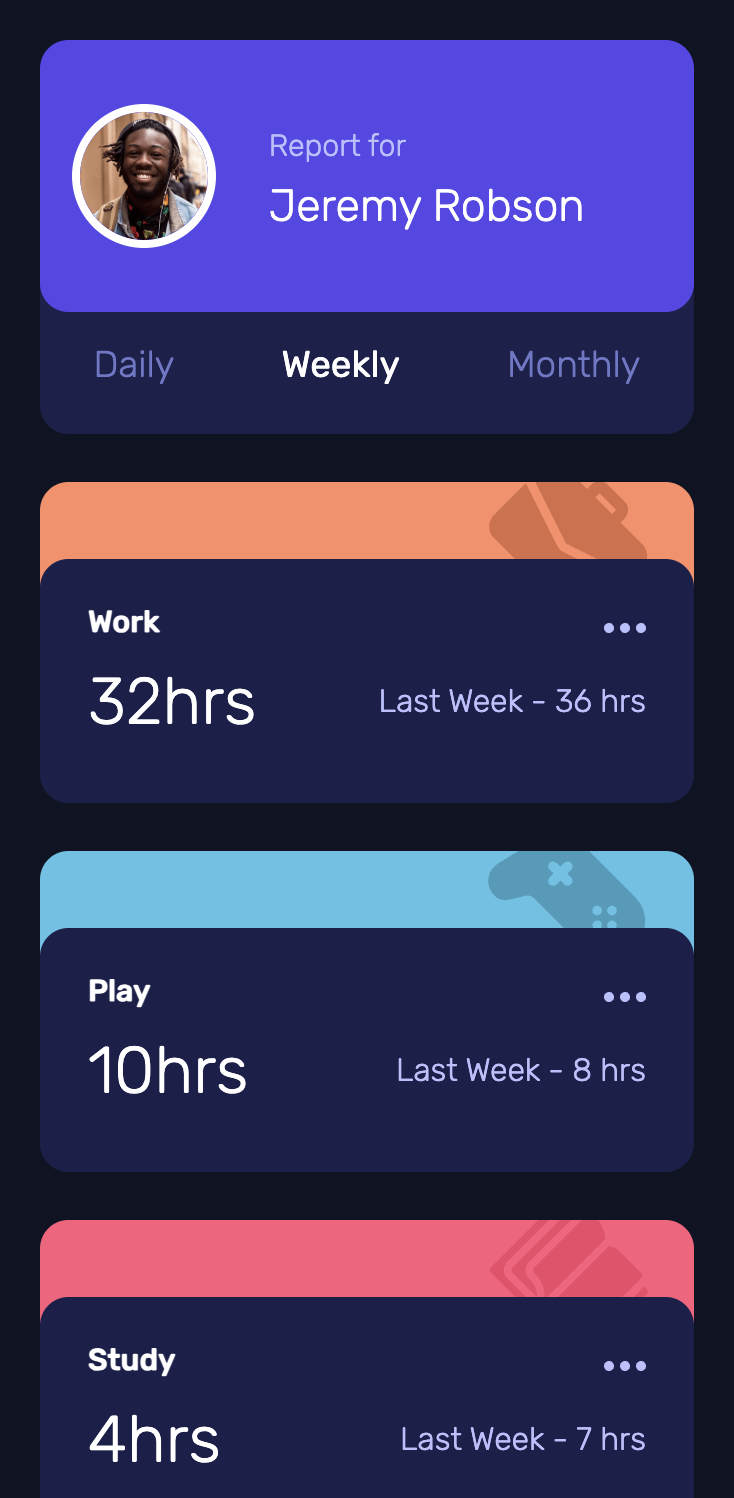 Report for
Jeremy Robson
Daily Weekly Monthly
Work
32hrs Last Week - 36 hrs
Play
10hrs Last Week - 8 hrs
Study
4hrs Last Week - 7 hrs